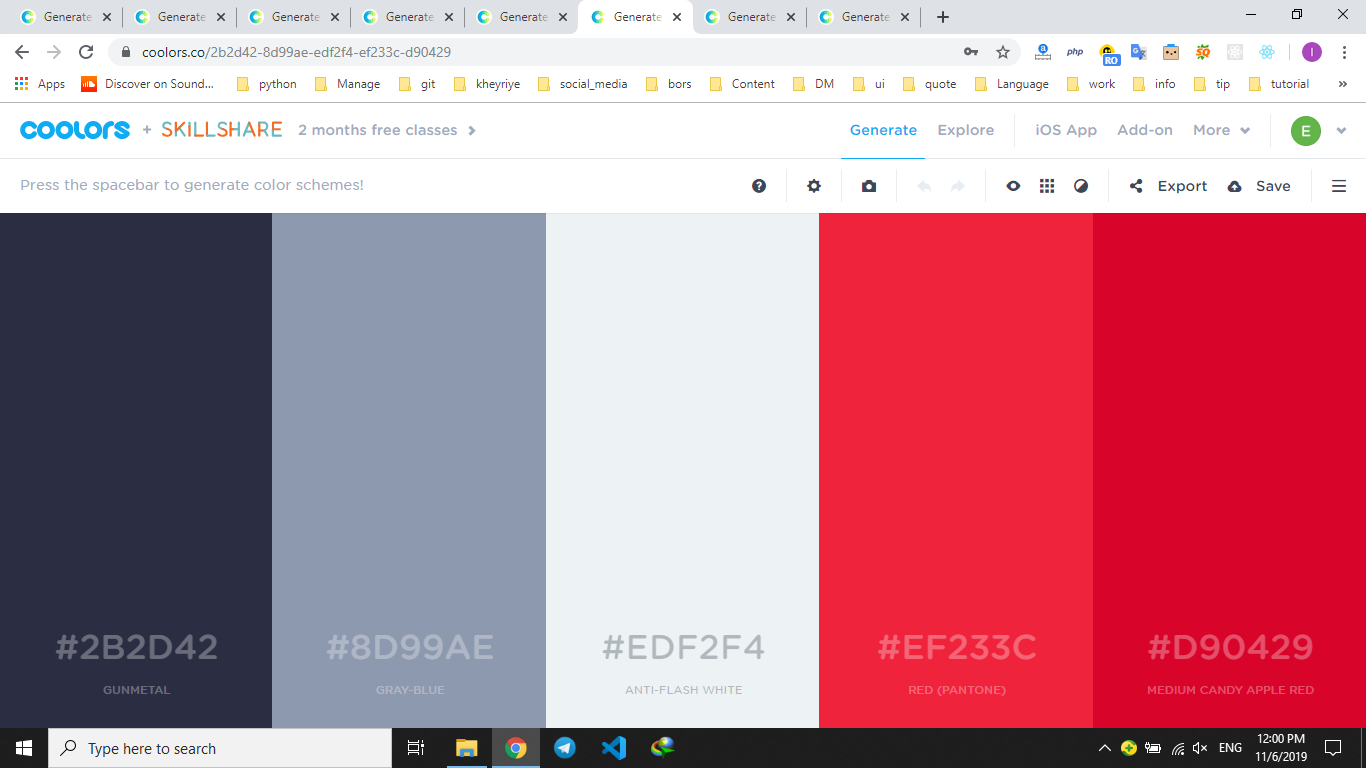 Generate Generate Generate Generate Generate Generate Generate Generate
coolors.co/2b2d42-8d99ae-edf2f4-ef233c-d90429 php RO I
Apps Discover on Sound... python Manage git kheyriye social_media bors Content DM ui quote Language work info tip tutorial »
coolors + SKILLSHARE 2 months free classes Generate Explore iOS App Add-on More E
Press the spacebar to generate color schemes! Export Save
#2B2D42 #8D99AE #EDF2F4 #EF233C #D90429
GUNMETAL GRAY-BLUE ANTI-FLASH WHITE RED (PANTONE) MEDIUM CANDY APPLE RED
Type here to search ENG 12:00 PM
11/6/2019